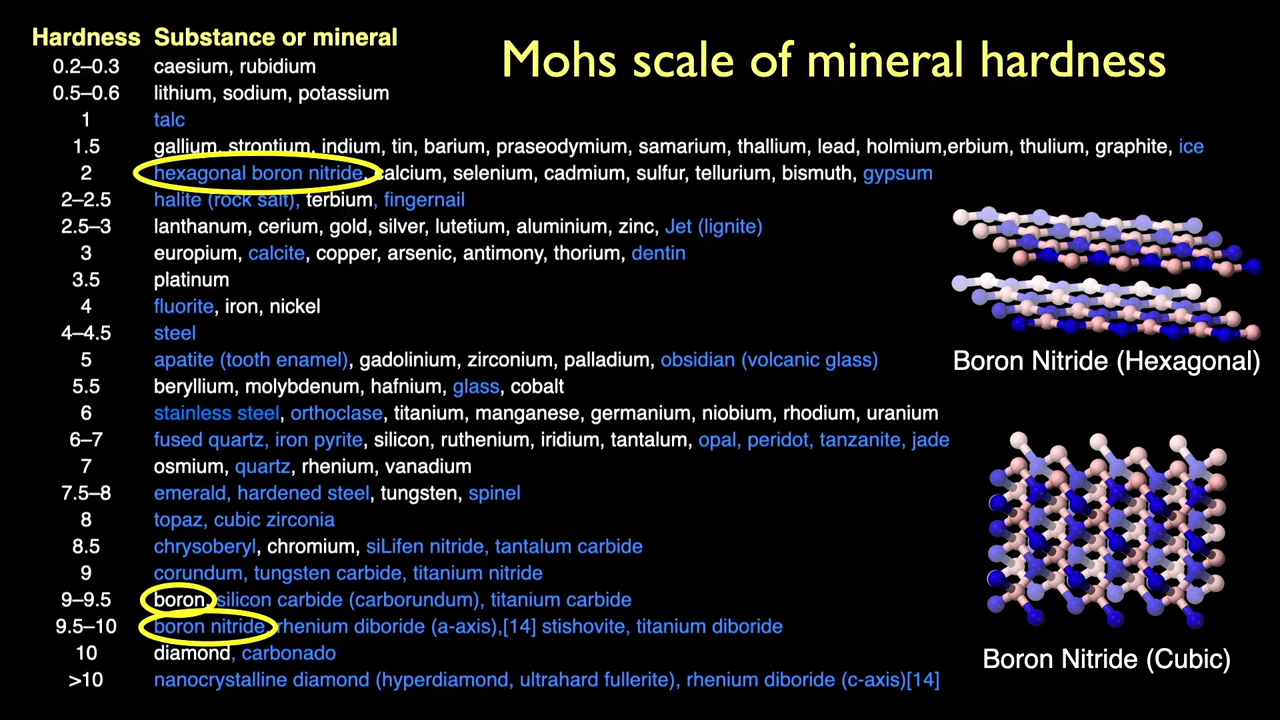 Mohs scale of mineral hardness
Hardness Substance or mineral
0.2–0.3 caesium, rubidium
0.5–0.6 lithium, sodium, potassium
1 talc
1.5 gallium, strontium, indium, tin, barium, praseodymium, samarium, thallium, lead, holmium,erbium, thulium, graphite, ice
2 hexagonal boron nitride, calcium, selenium, cadmium, sulfur, tellurium, bismuth, gypsum
2–2.5 halite (rock salt), terbium, fingernail
2.5–3 lanthanum, cerium, gold, silver, lutetium, aluminium, zinc, Jet (lignite)
3 europium, calcite, copper, arsenic, antimony, thorium, dentin
3.5 platinum
4 fluorite, iron, nickel
4–4.5 steel
5 apatite (tooth enamel), gadolinium, zirconium, palladium, obsidian (volcanic glass)
5.5 beryllium, molybdenum, hafnium, glass, cobalt
6 stainless steel, orthoclase, titanium, manganese, germanium, niobium, rhodium, uranium
6–7 fused quartz, iron pyrite, silicon, ruthenium, iridium, tantalum, opal, peridot, tanzanite, jade
7 osmium, quartz, rhenium, vanadium
7.5–8 emerald, hardened steel, tungsten, spinel
8 topaz, cubic zirconia
8.5 chrysoberyl, chromium, siLifen nitride, tantalum carbide
9 corundum, tungsten carbide, titanium nitride
9–9.5 boron, silicon carbide (carborundum), titanium carbide
9.5–10 boron nitride rhenium diboride (a-axis),[14] stishovite, titanium diboride
10 diamond, carbonado
>10 nanocrystalline diamond (hyperdiamond, ultrahard fullerite), rhenium diboride (c-axis)[14]
Boron Nitride (Hexagonal)
Boron Nitride (Cubic)